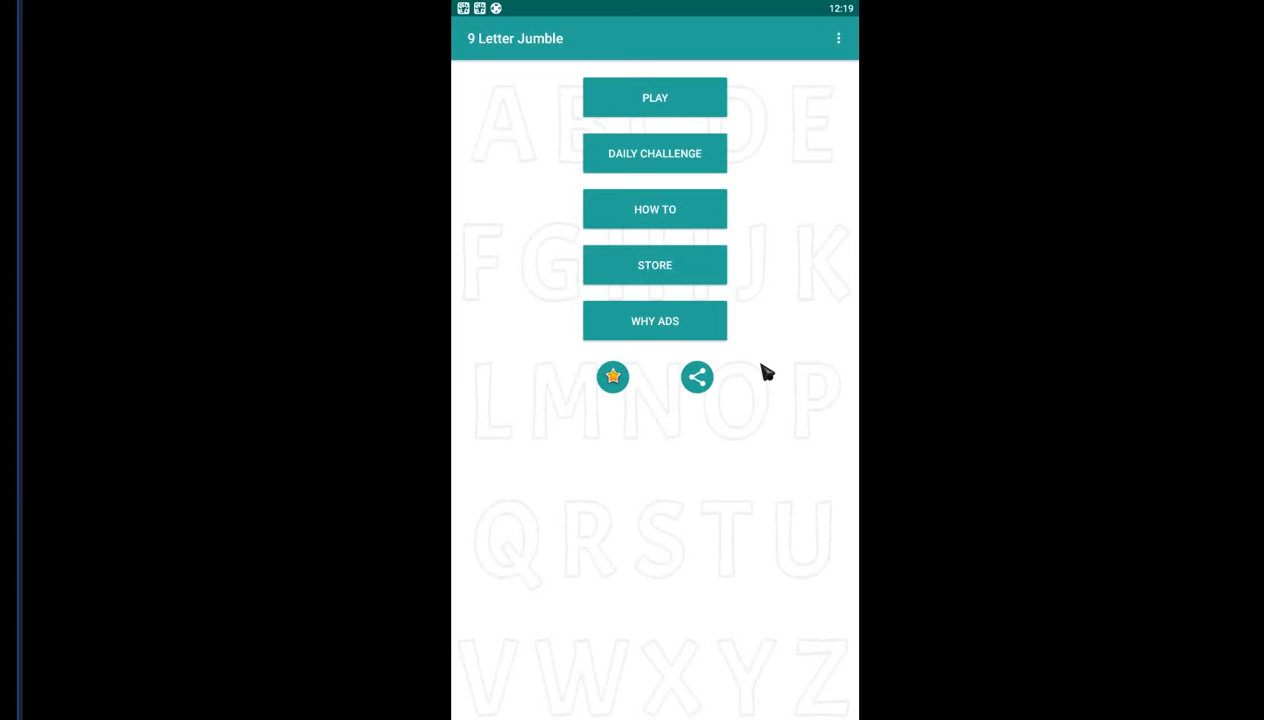 12:19
9 Letter Jumble
PLAY
DAILY CHALLENGE
HOW TO
STORE
WHY ADS
A B C D E
F G H I J K
L M N O P
Q R S T U
V W X Y Z